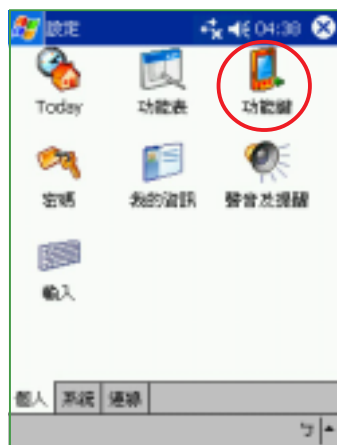 設定 04:38
Today 功能表 功能鍵
密碼 我的資訊 聲音及提醒
輸入
個人 系統 連線
ㄅ